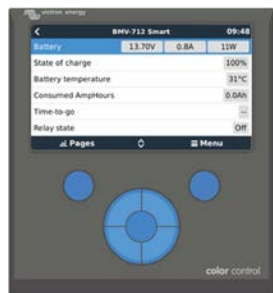 victron energy
BMV-712 Smart 09:48
Battery 13.70V 0.8A 11W
State of charge 100%
Battery temperature 31°C
Consumed AmpHours 0.0Ah
Time-to-go --
Relay state Off
Pages Menu
color control